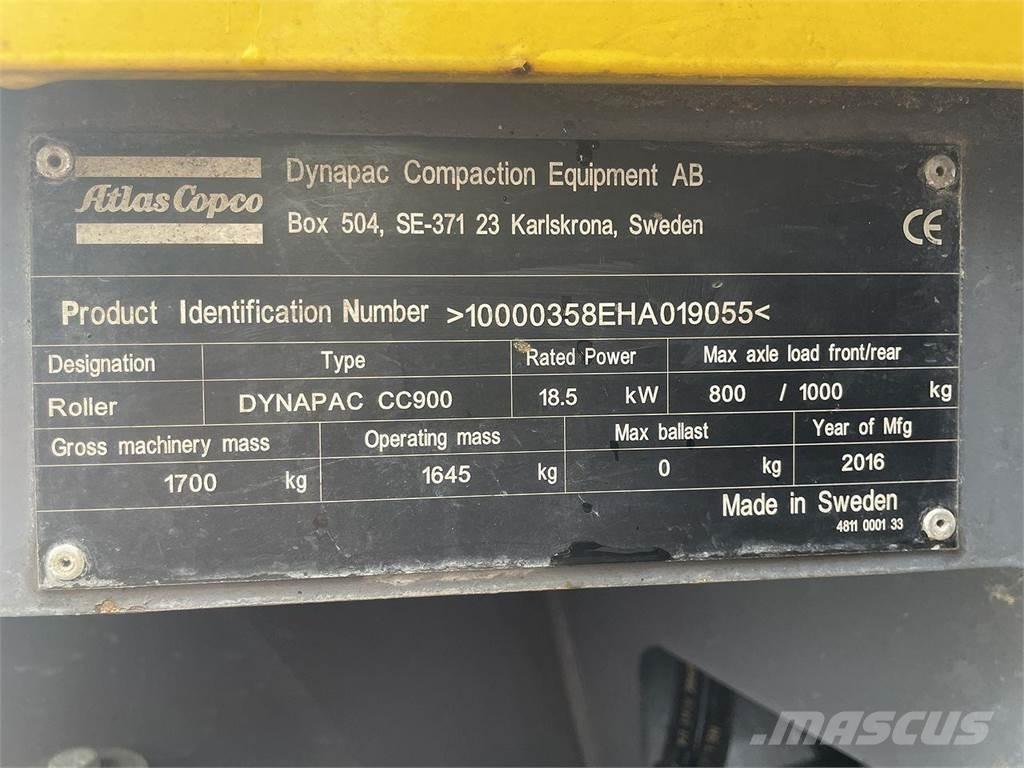 Atlas Copco
Dynapac Compaction Equipment AB
Box 504, SE-371 23 Karlskrona, Sweden
CE
Product Identification Number >10000358EHA019055<
Designation Type Rated Power Max axle load front/rear
Roller DYNAPAC CC900 18.5 kW 800 / 1000 kg
Gross machinery mass Operating mass Max ballast Year of Mfg
1700 kg 1645 kg 0 kg 2016
Made in Sweden
4811 0001 33
MASCUS